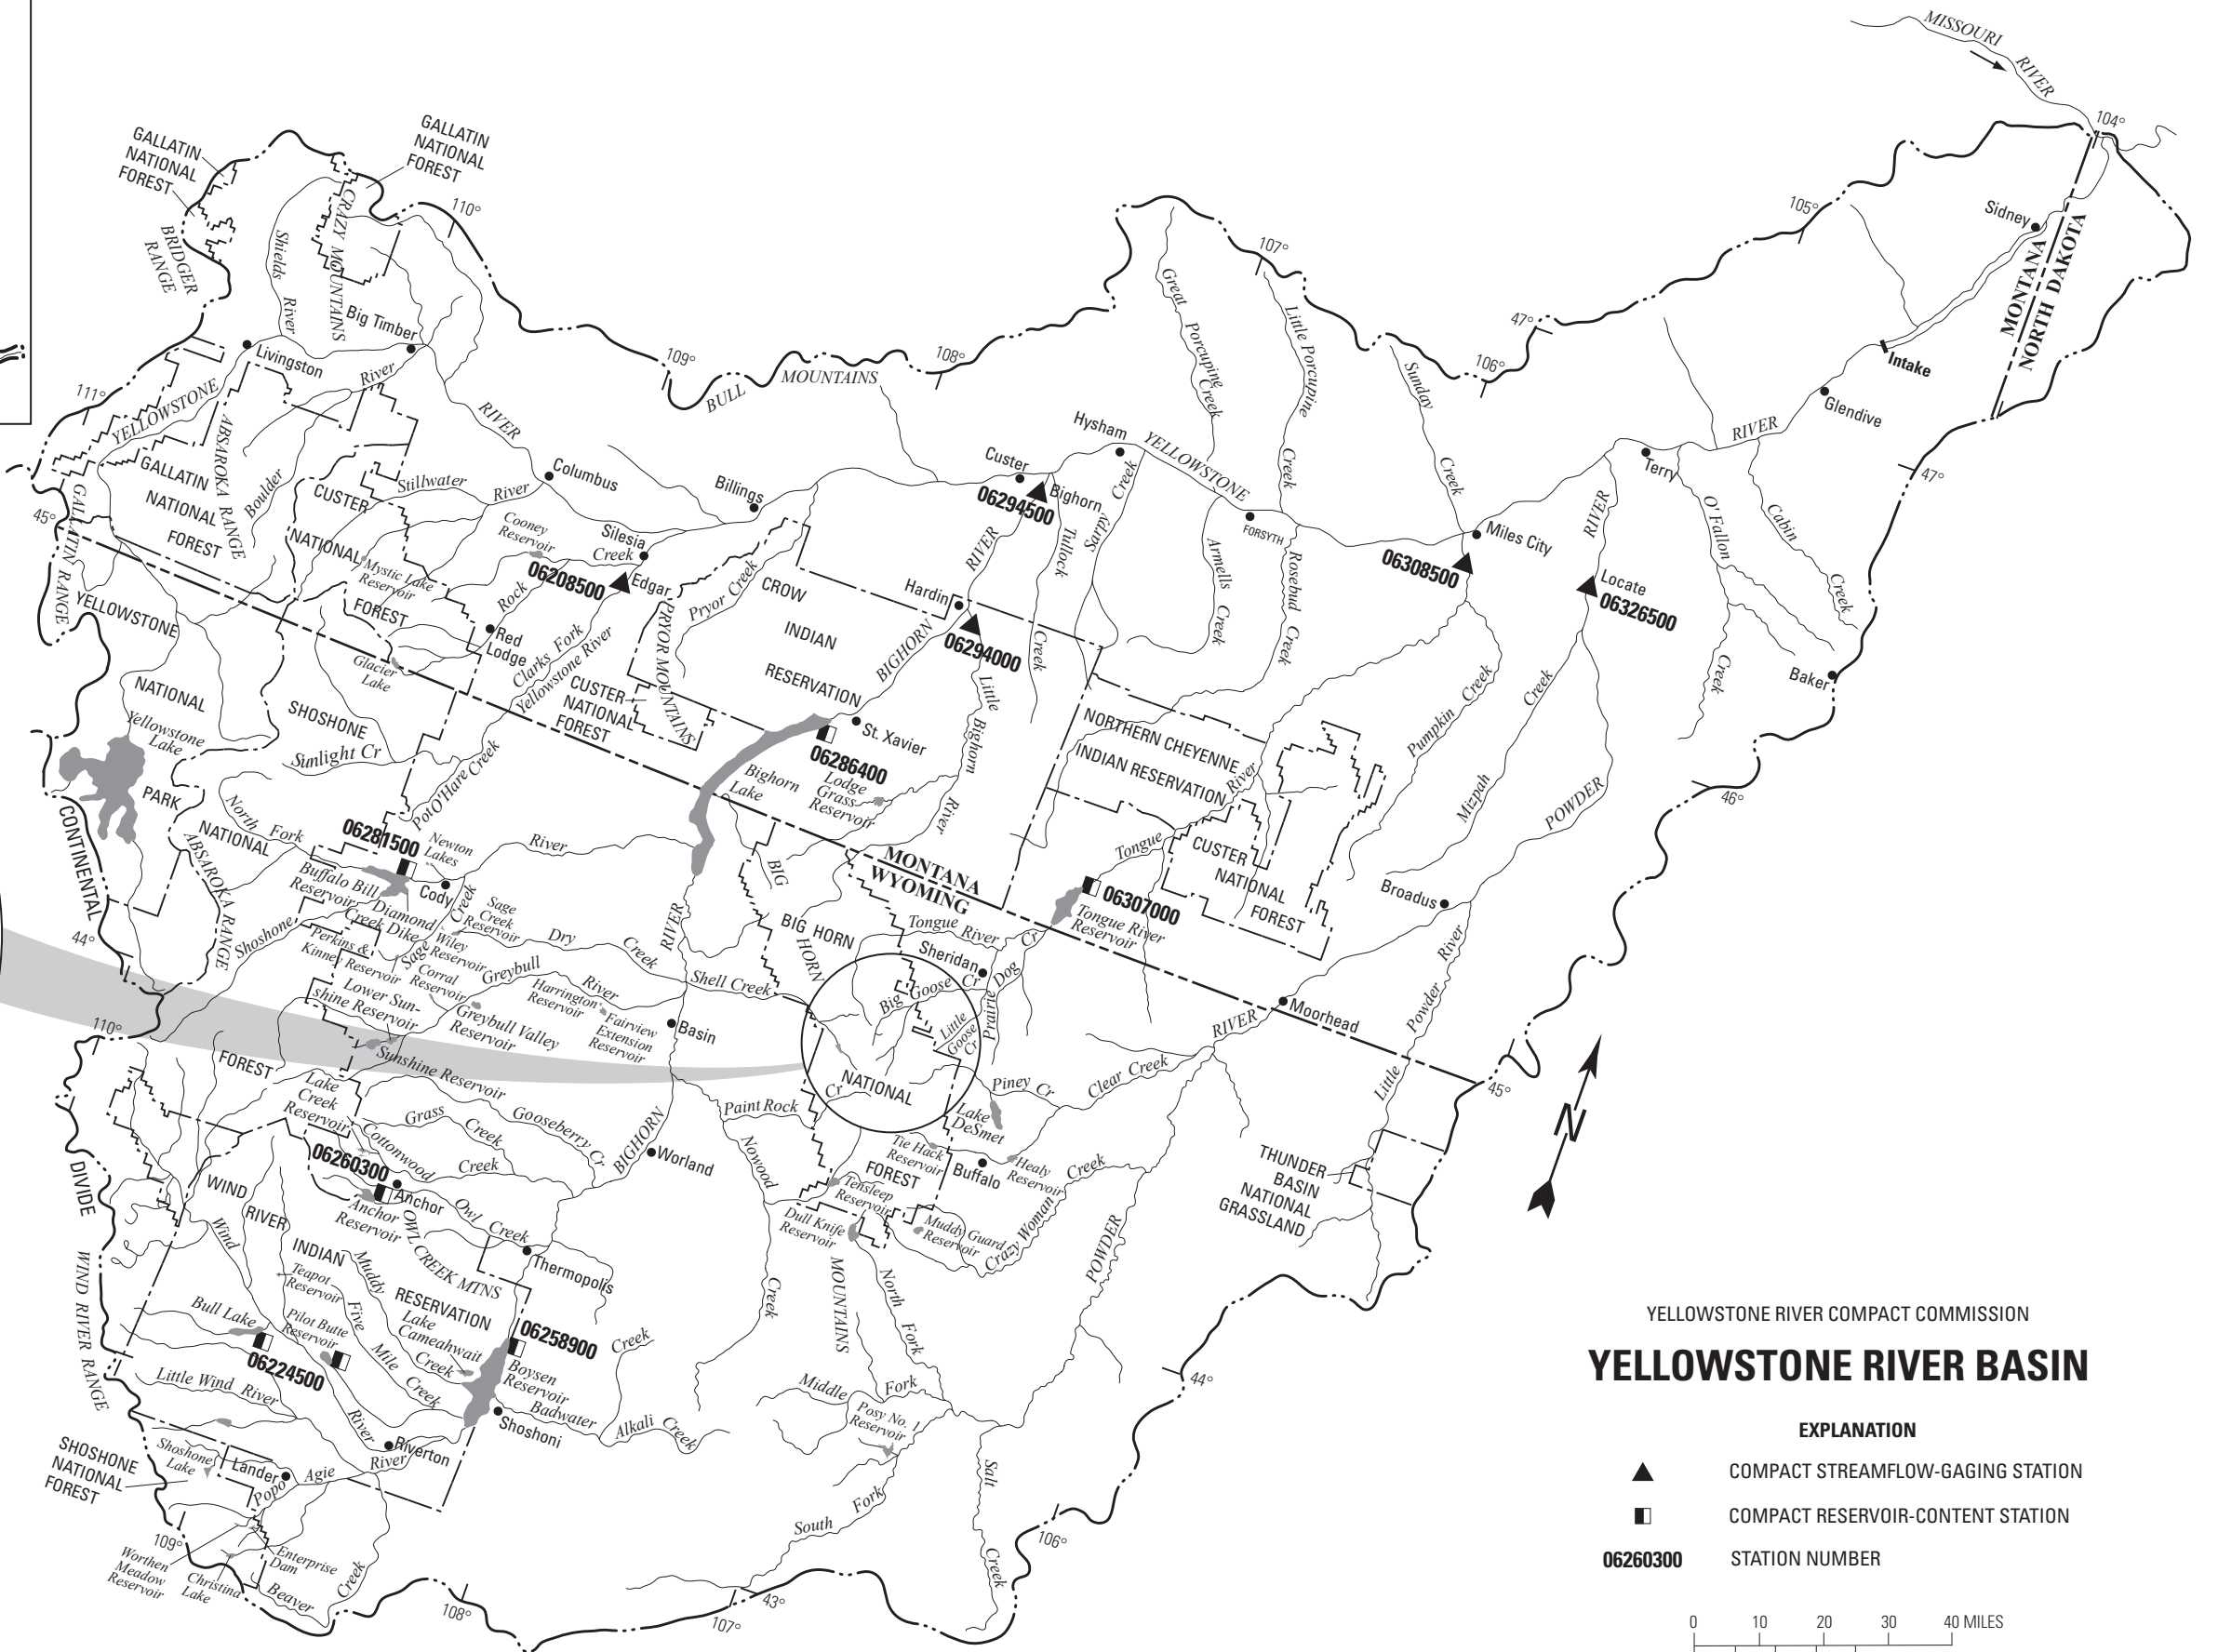 MISSOURI
RIVER
104°
GALLATIN
NATIONAL
FOREST
GALLATIN
NATIONAL
FOREST
BRIDGER
RANGE
Shields
River
CRAZY MOUNTAINS
110°
107°
105°
Sidney
MONTANA
NORTH DAKOTA
Big Timber
Livingston
River
109°
108°
BULL
MOUNTAINS
47°
106°
Great
Porcupine
Creek
Little Porcupine
Creek
Sunday
Creek
Intake
Glendive
RIVER
111°
YELLOWSTONE
RIVER
ABSAROKA RANGE
Boulder
GALLATIN
NATIONAL
FOREST
CUSTER
NATIONAL
FOREST
Stillwater
River
Columbus
Billings
Custer
Hysham
YELLOWSTONE
Creek
Sarpy
Bighorn
06294500
FORSYTH
Terry
47°
45°
GALLATIN RANGE
Cooney
Reservoir
Silesia
Creek
06208500
Edgar
Rock
Mystic Lake
Reservoir
Red
Lodge
Glacier
Lake
Clarks Fork
Yellowstone River
Pryor Creek
PRYOR MOUNTAINS
CROW
INDIAN
RESERVATION
Hardin
RIVER
BIGHORN
06294000
Tullock
Creek
Armells
Creek
Rosebud
Creek
06308500
Miles City
RIVER
Locate
06326500
O'Fallon
Creek
Cabin
Creek
Baker
YELLOWSTONE
NATIONAL
PARK
Yellowstone
Lake
SHOSHONE
NATIONAL
FOREST
Sunlight Cr
CUSTER
NATIONAL
FOREST
St. Xavier
06286400
Bighorn
Lake
Lodge
Grass
Reservoir
Little
Bighorn
River
NORTHERN CHEYENNE
INDIAN RESERVATION
Pumpkin
Creek
Mizpah
Creek
POWDER
46°
CONTINENTAL
DIVIDE
North
Fork
ABSAROKA RANGE
Pot O'Hare Creek
06281500
Newton
Lakes
River
Buffalo Bill
Reservoir
Cody
Diamond
Creek Dike
Shoshone
Perkins &
Kinney Reservoir
Sage
Creek
Wiley
Reservoir
Sage
Creek
Reservoir
Corral
Reservoir
Dry
Creek
Greybull
River
Harrington
Reservoir
Fairview
Extension
Reservoir
Greybull Valley
Reservoir
Lower Sun-
shine Reservoir
Sunshine Reservoir
44°
110°
RIVER
Shell Creek
Basin
BIG
HORN
MOUNTAINS
BIG HORN
NATIONAL
FOREST
MONTANA
WYOMING
Tongue
River
06307000
Tongue River
Reservoir
CUSTER
NATIONAL
FOREST
Broadus
Tongue River
Sheridan
Big Goose Cr
Little
Goose
Cr
Prairie Dog
Cr
Moorhead
RIVER
Little
Powder
River
45°
N
Lake
Creek
Reservoir
Grass
Creek
Gooseberry
Cr
Cottonwood
Creek
BIGHORN
Worland
Paint Rock
Cr
Nowood
Creek
Piney Cr
Clear Creek
Lake
DeSmet
Tie Hack
Reservoir
Buffalo
Healy
Reservoir
Tensleep
Reservoir
Dull Knife
Reservoir
Muddy Guard
Reservoir
Crazy Woman
Creek
POWDER
THUNDER
BASIN
NATIONAL
GRASSLAND
06260300
Anchor
Anchor
Reservoir
Owl
Creek
OWL CREEK MTNS
Thermopolis
WIND
RIVER
INDIAN
RESERVATION
Wind
River
Teapot
Reservoir
Muddy
Creek
Five
Mile
Creek
Lake
Cameahwait
06258900
Boysen
Reservoir
Creek
Bull Lake
06224500
Pilot Butte
Reservoir
Little Wind River
WIND RIVER RANGE
Badwater
Shoshoni
Alkali
Creek
North
Fork
Middle
Fork
Posy No. 1
Reservoir
South
Fork
Salt
Creek
44°
106°
SHOSHONE
NATIONAL
FOREST
Shoshone
Lake
Lander
Popo
Agie
River
Riverton
109°
Worthen
Meadow
Reservoir
Christina
Lake
Enterprise
Dam
Beaver
Creek
108°
107°
43°
YELLOWSTONE RIVER COMPACT COMMISSION
YELLOWSTONE RIVER BASIN
EXPLANATION
COMPACT STREAMFLOW-GAGING STATION
COMPACT RESERVOIR-CONTENT STATION
06260300 STATION NUMBER
0 10 20 30 40 MILES